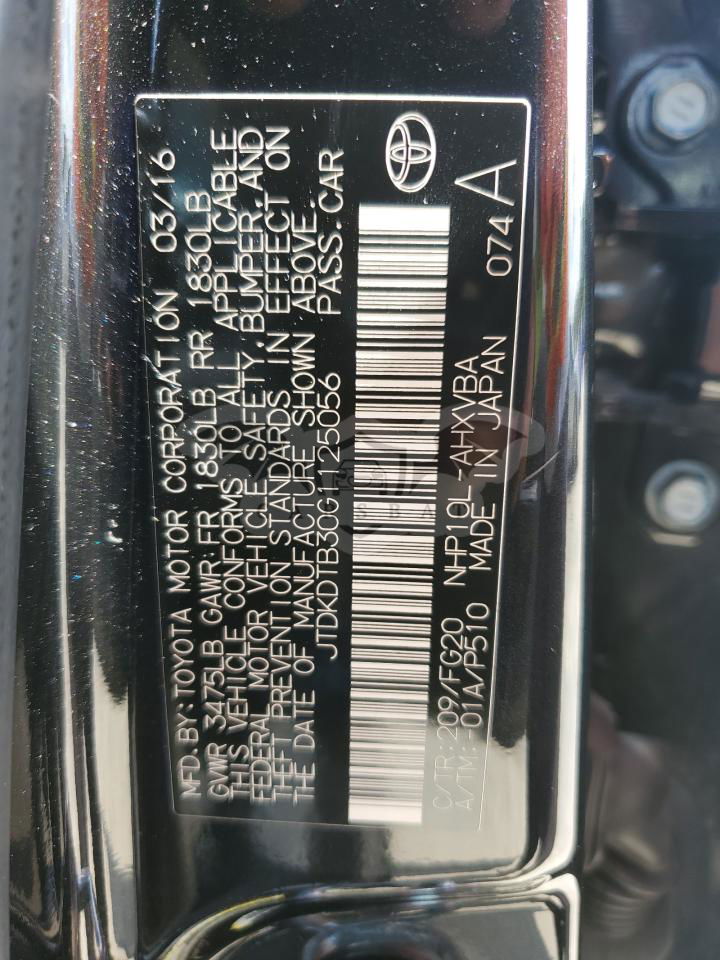 MFD.BY:TOYOTA MOTOR CORPORATION 03/16
GVWR 3475LB GAWR FR 1830LB RR 1830LB
THIS VEHICLE CONFORMS TO ALL APPLICABLE
FEDERAL MOTOR VEHICLE SAFETY, BUMPER, AND
THEFT PREVENTION STANDARDS IN EFFECT ON
THE DATE OF MANUFACTURE SHOWN ABOVE.
JTDKDTB30G1125056 PASS.CAR
C/TR:209/FG20 NHP10L-AHXVBA
A/TM:-01A/P510 MADE IN JAPAN 074 A